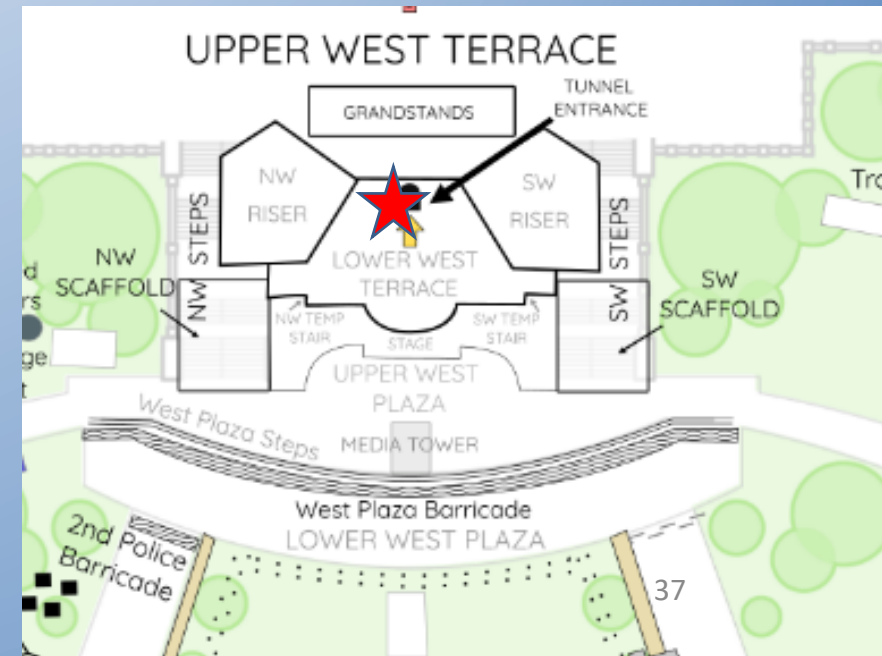 UPPER WEST TERRACE
TUNNEL
ENTRANCE
GRANDSTANDS
NW
RISER
SW
RISER
NW STEPS
SW STEPS
LOWER WEST
TERRACE
NW
SCAFFOLD
SW
SCAFFOLD
NW TEMP
STAIR
SW TEMP
STAIR
STAGE
UPPER WEST
PLAZA
West Plaza Steps
MEDIA TOWER
West Plaza Barricade
LOWER WEST PLAZA
2nd Police
Barricade
37